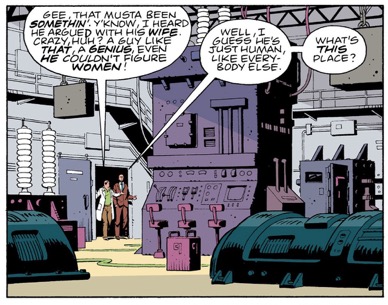 GEE, THAT MUSTA BEEN
SOMETHIN'. Y'KNOW, I HEARD
HE ARGUED WITH HIS WIFE.
CRAZY, HUH? A GUY LIKE
THAT, A GENIUS, EVEN
HE COULDN'T FIGURE
WOMEN!
WELL, I
GUESS HE'S
JUST HUMAN,
LIKE EVERY-
BODY ELSE.
WHAT'S
THIS
PLACE?